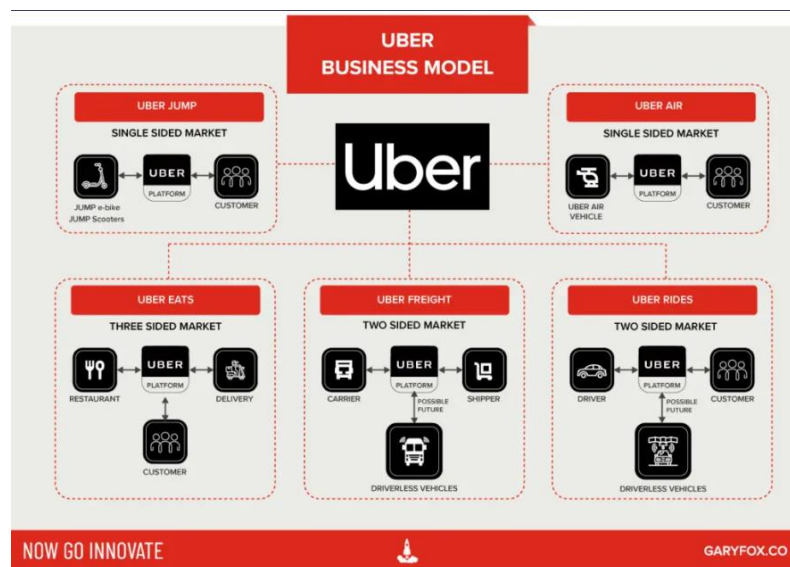 UBER
BUSINESS MODEL
UBER JUMP
SINGLE SIDED MARKET
UBER
PLATFORM
JUMP e-bike
JUMP Scooters
CUSTOMER
Uber
UBER AIR
SINGLE SIDED MARKET
UBER
PLATFORM
UBER AIR
VEHICLE
CUSTOMER
UBER EATS
THREE SIDED MARKET
UBER
PLATFORM
RESTAURANT
DELIVERY
CUSTOMER
UBER FREIGHT
TWO SIDED MARKET
UBER
PLATFORM
CARRIER
SHIPPER
POSSIBLE
FUTURE
DRIVERLESS VEHICLES
UBER RIDES
TWO SIDED MARKET
UBER
PLATFORM
DRIVER
CUSTOMER
POSSIBLE
FUTURE
DRIVERLESS VEHICLES
NOW GO INNOVATE
GARYFOX.CO